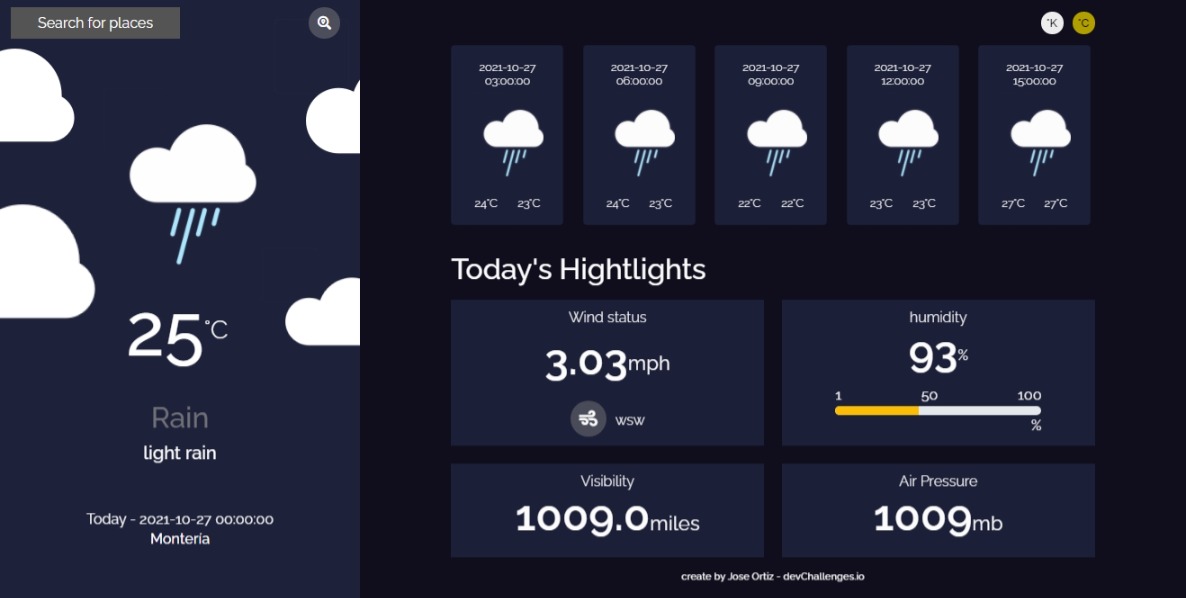 Search for places
°K °C
2021-10-27
03:00:00
24°C 23°C
2021-10-27
06:00:00
24°C 23°C
2021-10-27
09:00:00
22°C 22°C
2021-10-27
12:00:00
23°C 23°C
2021-10-27
15:00:00
27°C 27°C
25°C
Rain
light rain
Today - 2021-10-27 00:00:00
Montería
Today's Hightlights
Wind status
3.03mph
wsw
humidity
93%
1 50 100
%
Visibility
1009.0miles
Air Pressure
1009mb
create by Jose Ortiz - devChallenges.io